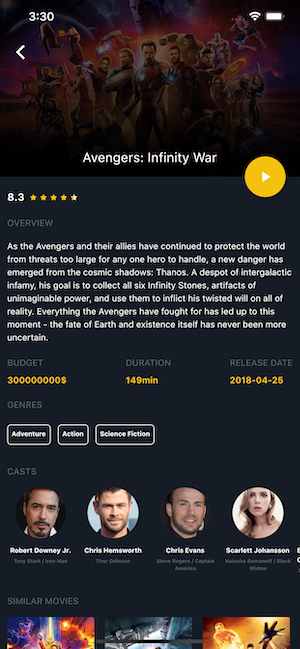 3:30
Avengers: Infinity War
8.3
OVERVIEW
As the Avengers and their allies have continued to protect the world
from threats too large for any one hero to handle, a new danger has
emerged from the cosmic shadows: Thanos. A despot of intergalactic
infamy, his goal is to collect all six Infinity Stones, artifacts of
unimaginable power, and use them to inflict his twisted will on all of
reality. Everything the Avengers have fought for has led up to this
moment - the fate of Earth and existence itself has never been more
uncertain.
BUDGET DURATION RELEASE DATE
300000000$ 149min 2018-04-25
GENRES
Adventure Action Science Fiction
CASTS
Robert Downey Jr. Chris Hemsworth Chris Evans Scarlett Johansson
Tony Stark / Iron Man Thor Odinson Steve Rogers / Captain Natasha Romanoff / Black
America Widow
SIMILAR MOVIES